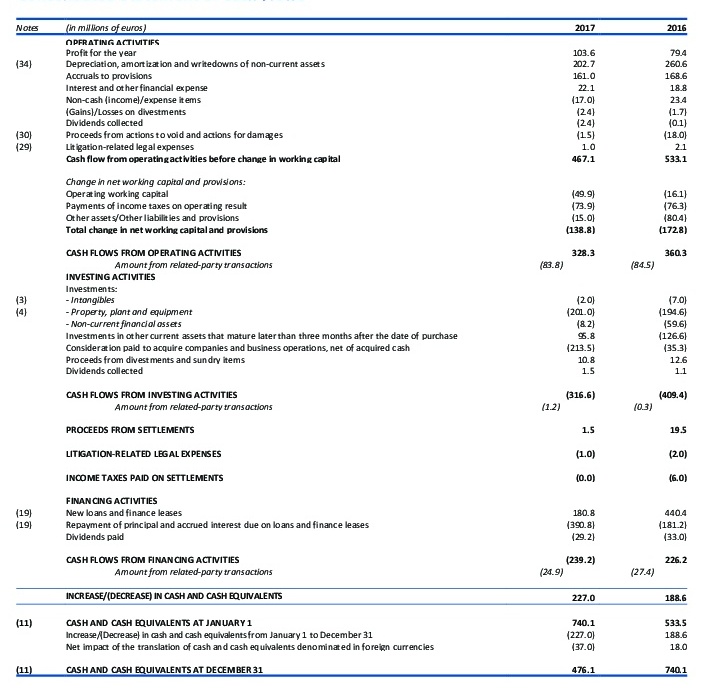 Notes (in millions of euros) 2017 2016
OPERATING ACTIVITIES
Profit for the year 103.6 79.4
(34) Depreciation, amortization and writedowns of non-current assets 202.7 260.6
Accruals to provisions 161.0 168.6
Interest and other financial expense 22.1 18.8
Non-cash (income)/expense items (17.0) 23.4
(Gains)/Losses on divestments (2.4) (1.7)
Dividends collected (2.4) (0.1)
(30) Proceeds from actions to void and actions for damages (1.5) (18.0)
(29) Litigation-related legal expenses 1.0 2.1
Cash flow from operating activities before change in working capital 467.1 533.1
Change in net working capital and provisions:
Operating working capital (49.9) (16.1)
Payments of income taxes on operating result (73.9) (76.3)
Other assets/Other liabilities and provisions (15.0) (80.4)
Total change in net working capital and provisions (138.8) (172.8)
CASH FLOWS FROM OPERATING ACTIVITIES 328.3 360.3
Amount from related-party transactions (83.8) (84.5)
INVESTING ACTIVITIES
Investments:
(3) - Intangibles (2.0) (7.0)
(4) - Property, plant and equipment (201.0) (194.6)
- Non-current financial assets (8.2) (59.6)
Investments in other current assets that mature later than three months after the date of purchase 95.8 (126.6)
Consideration paid to acquire companies and business operations, net of acquired cash (213.5) (35.3)
Proceeds from divestments and sundry items 10.8 12.6
Dividends collected 1.5 1.1
CASH FLOWS FROM INVESTING ACTIVITIES (316.6) (409.4)
Amount from related-party transactions (1.2) (0.3)
PROCEEDS FROM SETTLEMENTS 1.5 19.5
LITIGATION-RELATED LEGAL EXPENSES (1.0) (2.0)
INCOME TAXES PAID ON SETTLEMENTS (0.0) (6.0)
FINANCING ACTIVITIES
(19) New loans and finance leases 180.8 440.4
(19) Repayment of principal and accrued interest due on loans and finance leases (390.8) (181.2)
Dividends paid (29.2) (33.0)
CASH FLOWS FROM FINANCING ACTIVITIES (239.2) 226.2
Amount from related-party transactions (24.9) (27.4)
INCREASE/(DECREASE) IN CASH AND CASH EQUIVALENTS 227.0 188.6
(11) CASH AND CASH EQUIVALENTS AT JANUARY 1 740.1 533.5
Increase/(Decrease) in cash and cash equivalents from January 1 to December 31 (227.0) 188.6
Net impact of the translation of cash and cash equivalents denominated in foreign currencies (37.0) 18.0
(11) CASH AND CASH EQUIVALENTS AT DECEMBER 31 476.1 740.1